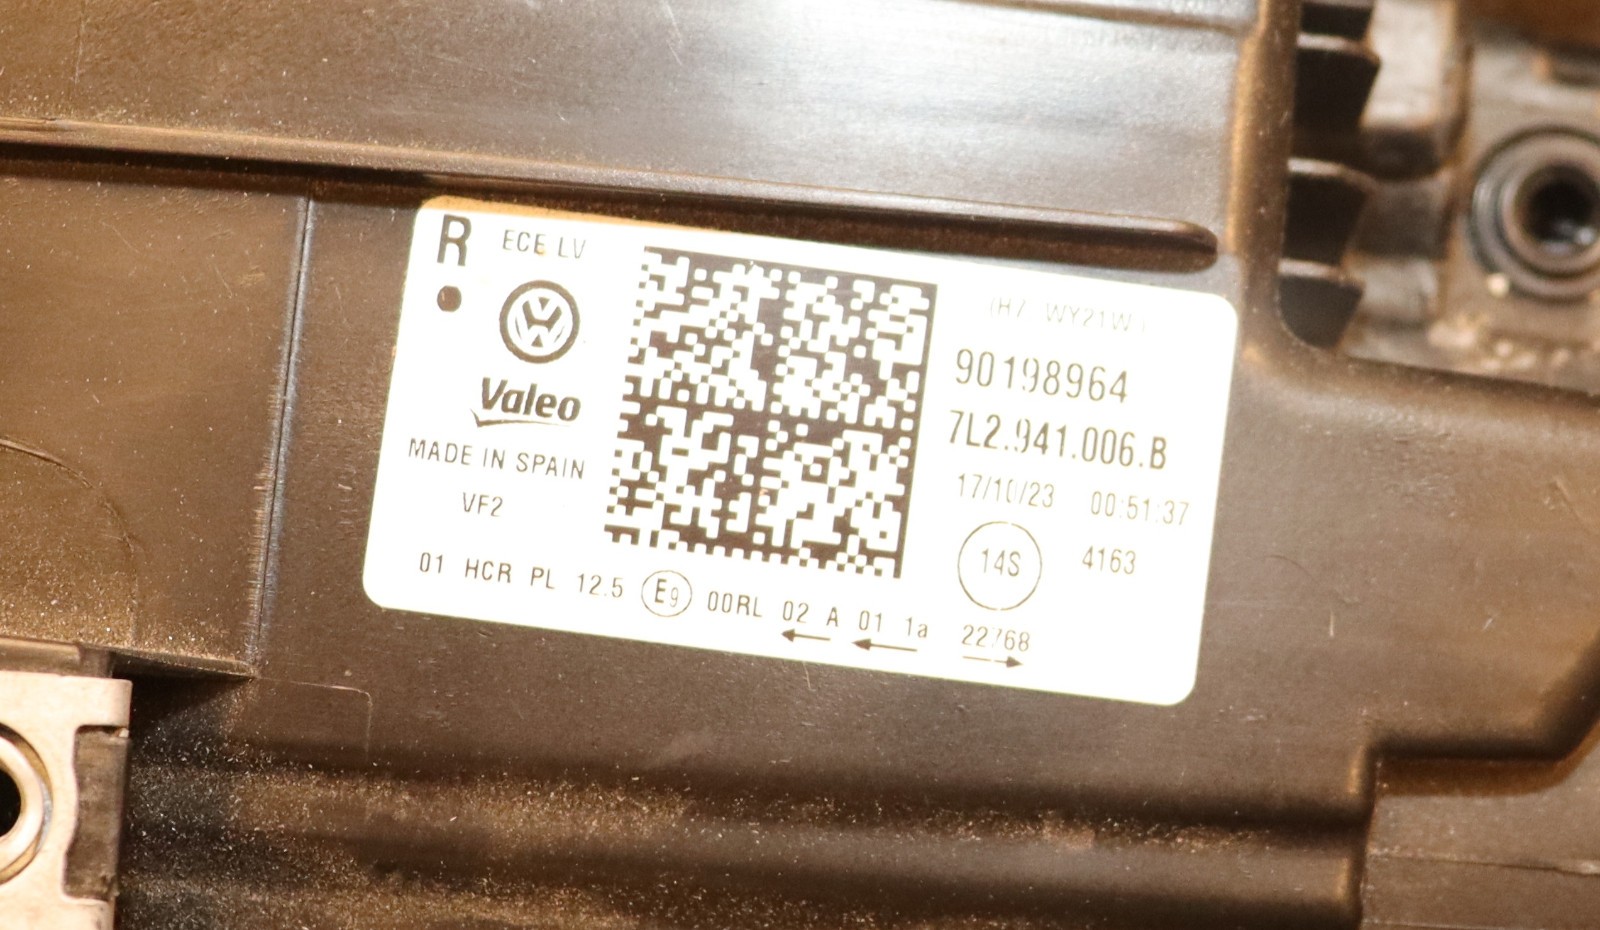 R ECE LV
(H7 WY21W)
90198964
Valeo
7L2.941.006.B
MADE IN SPAIN
17/10/23 00:51:37
VF2
14S 4163
01 HCR PL 12.5 E9 00RL 02 A 01 1a 22768